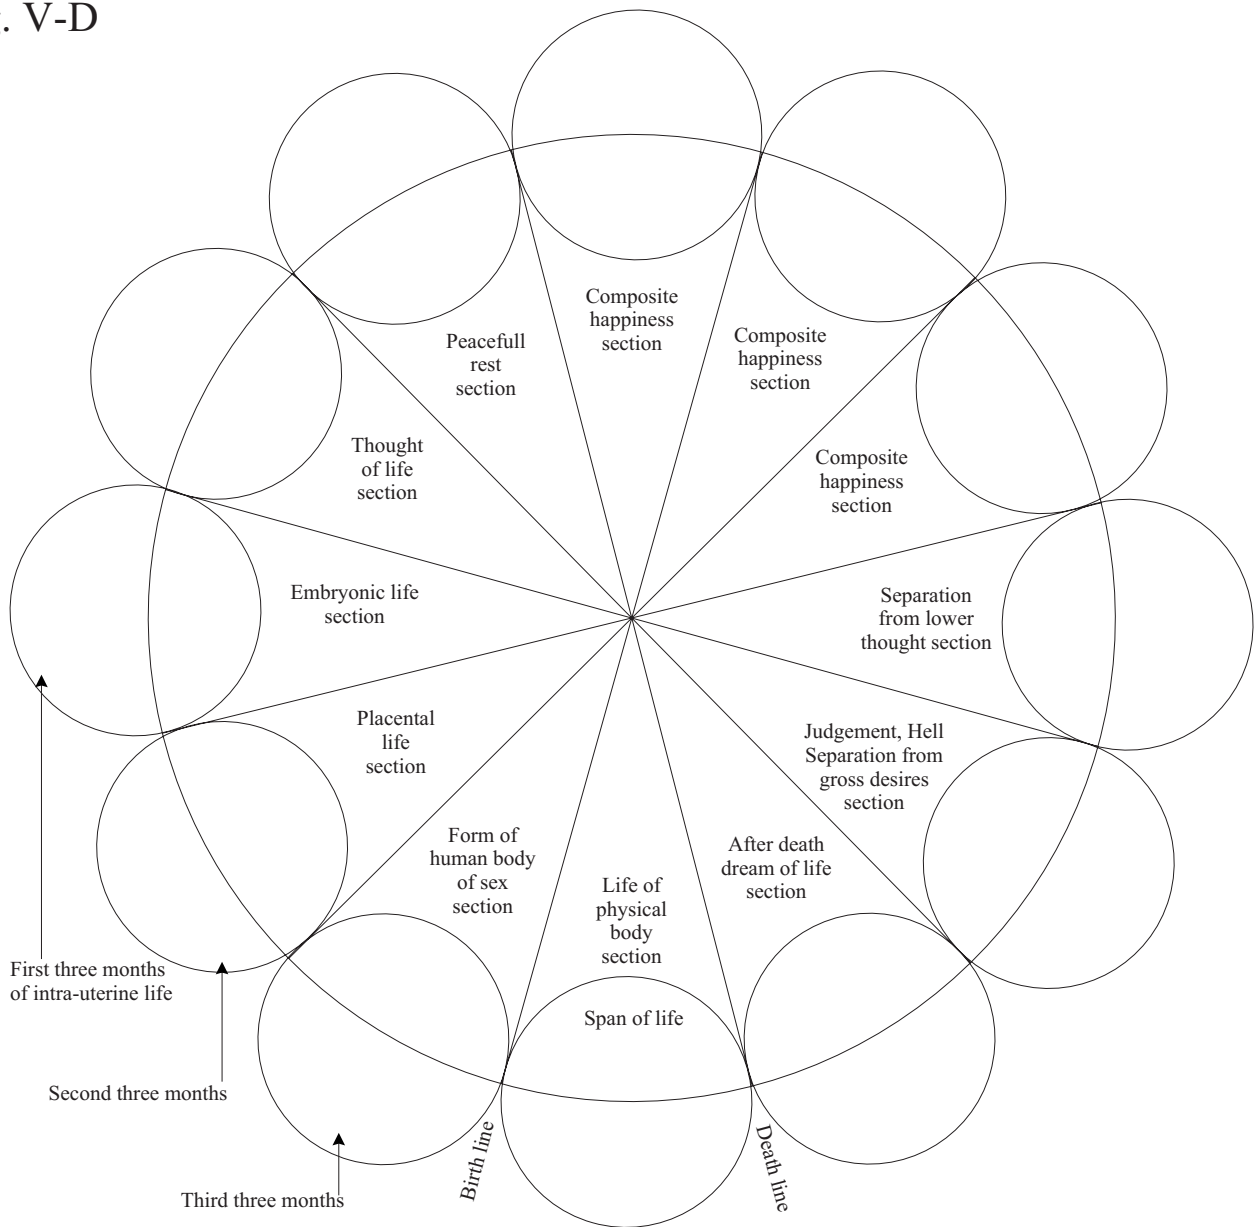 . V-D
Composite
happiness
section
Composite
happiness
section
Peacefull
rest
section
Thought
of life
section
Composite
happiness
section
Embryonic life
section
Separation
from lower
thought section
Placental
life
section
Judgement, Hell
Separation from
gross desires
section
Form of
human body
of sex
section
After death
dream of life
section
Life of
physical
body
section
Span of life
First three months
of intra-uterine life
Second three months
Third three months
Birth line
Death line